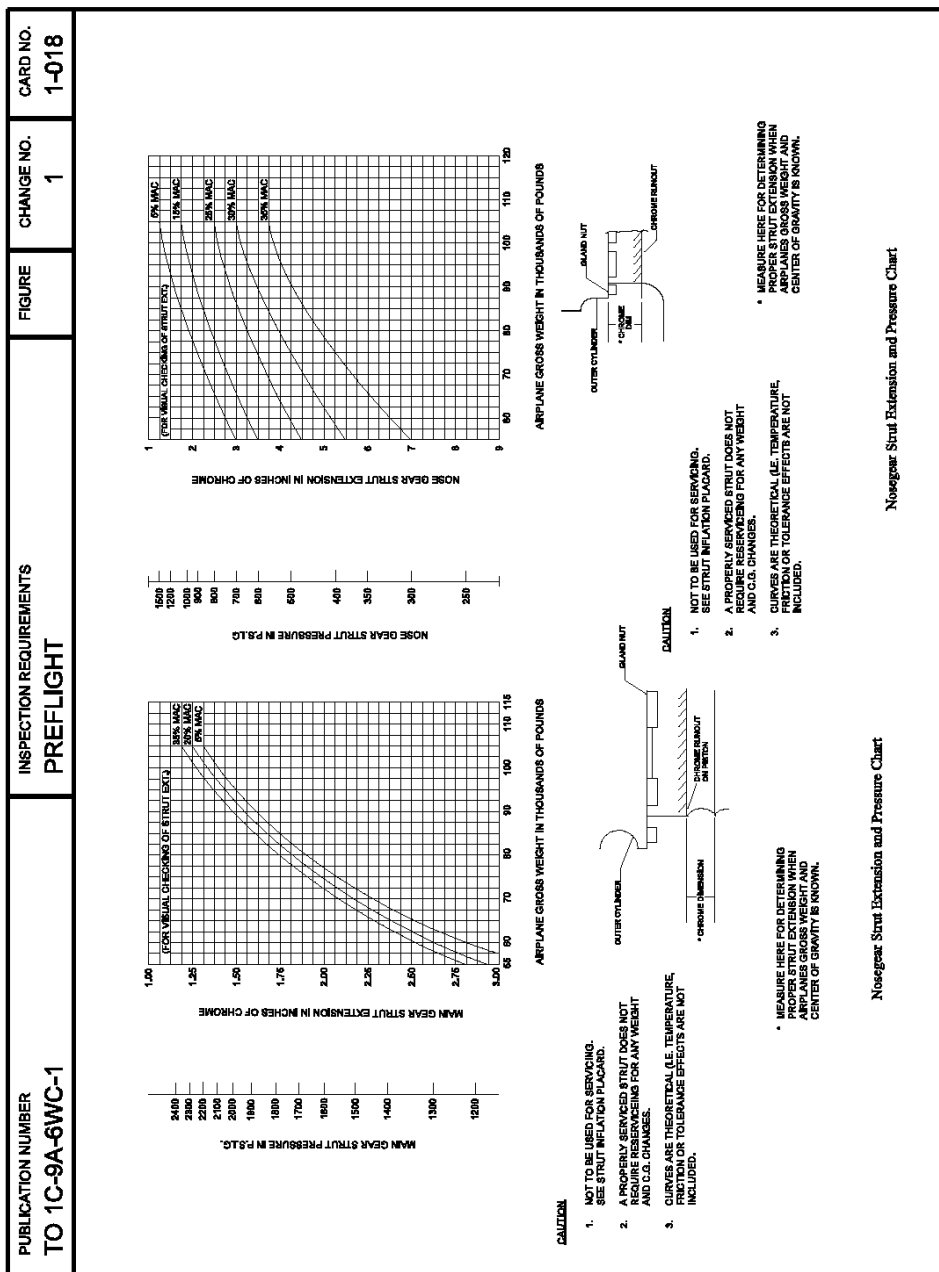 PUBLICATION NUMBER
TO 1C-9A-6WC-1
INSPECTION REQUIREMENTS
PREFLIGHT
FIGURE
CHANGE NO.
1
CARD NO.
1-018
MAIN GEAR STRUT PRESSURE IN P.S.I.G.
2400
2300
2200
2100
2000
1900
1800
1700
1600
1500
1400
1300
1200
MAIN GEAR STRUT EXTENSION IN INCHES OF CHROME
1.00
1.25
1.50
1.75
2.00
2.25
2.50
2.75
3.00
(FOR VISUAL CHECKING OF STRUT EXT.)
35% MAC
20% MAC
5% MAC
55 60 70 80 90 100 110 115
AIRPLANE GROSS WEIGHT IN THOUSANDS OF POUNDS
NOSE GEAR STRUT PRESSURE IN P.S.I.G
1500
1200
1000
900
800
700
600
500
400
350
300
250
NOSE GEAR STRUT EXTENSION IN INCHES OF CHROME
1
2
3
4
5
6
7
8
9
(FOR VISUAL CHECKING OF STRUT EXT.)
5% MAC
15% MAC
25% MAC
30% MAC
35% MAC
60 70 80 90 100 110 120
AIRPLANE GROSS WEIGHT IN THOUSANDS OF POUNDS
CAUTION
1. NOT TO BE USED FOR SERVICING.
SEE STRUT INFLATION PLACARD.
2. A PROPERLY SERVICED STRUT DOES NOT
REQUIRE RESERVICEING FOR ANY WEIGHT
AND C.G. CHANGES.
3. CURVES ARE THEORETICAL (I.E. TEMPERATURE,
FRICTION OR TOLERANCE EFFECTS ARE NOT
INCLUDED.
OUTER CYLINDER
GLAND NUT
CHROME RUNOUT
ON PISTON
* CHROME DIMENSION
* MEASURE HERE FOR DETERMINING
PROPER STRUT EXTENSION WHEN
AIRPLANES GROSS WEIGHT AND
CENTER OF GRAVITY IS KNOWN.
Nosegear Strut Extension and Pressure Chart
CAUTION
1. NOT TO BE USED FOR SERVICING.
SEE STRUT INFLATION PLACARD.
2. A PROPERLY SERVICED STRUT DOES NOT
REQUIRE RESERVICEING FOR ANY WEIGHT
AND C.G. CHANGES.
3. CURVES ARE THEORETICAL (I.E. TEMPERATURE,
FRICTION OR TOLERANCE EFFECTS ARE NOT
INCLUDED.
OUTER CYLINDER
GLAND NUT
* CHROME
DIM
CHROME RUNOUT
* MEASURE HERE FOR DETERMINING
PROPER STRUT EXTENSION WHEN
AIRPLANES GROSS WEIGHT AND
CENTER OF GRAVITY IS KNOWN.
Nosegear Strut Extension and Pressure Chart